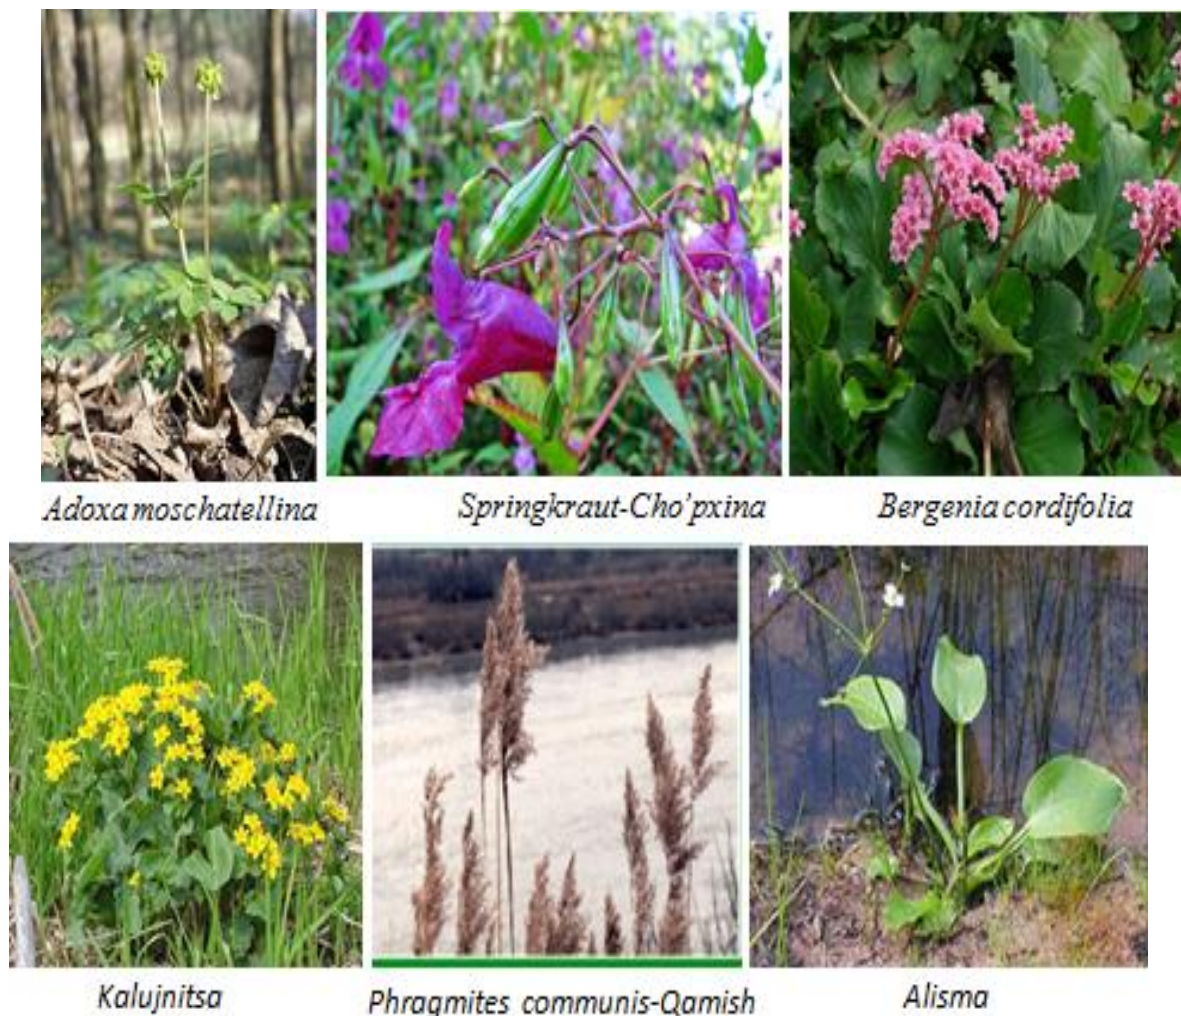 Adoxa moschatellina
Springkraut-Cho’pxina
Bergenia cordifolia
Kalujnitsa
Phragmites communis-Qamish
Alisma